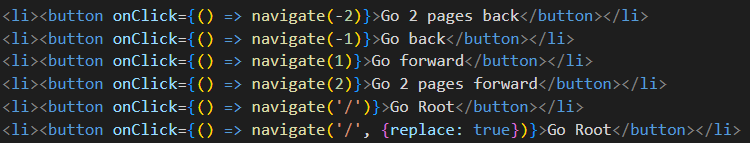 <li><button onClick={() => navigate(-2)}>Go 2 pages back</button></li>
<li><button onClick={() => navigate(-1)}>Go back</button></li>
<li><button onClick={() => navigate(1)}>Go forward</button></li>
<li><button onClick={() => navigate(2)}>Go 2 pages forward</button></li>
<li><button onClick={() => navigate('/')}>Go Root</button></li>
<li><button onClick={() => navigate('/', {replace: true})}>Go Root</button></li>